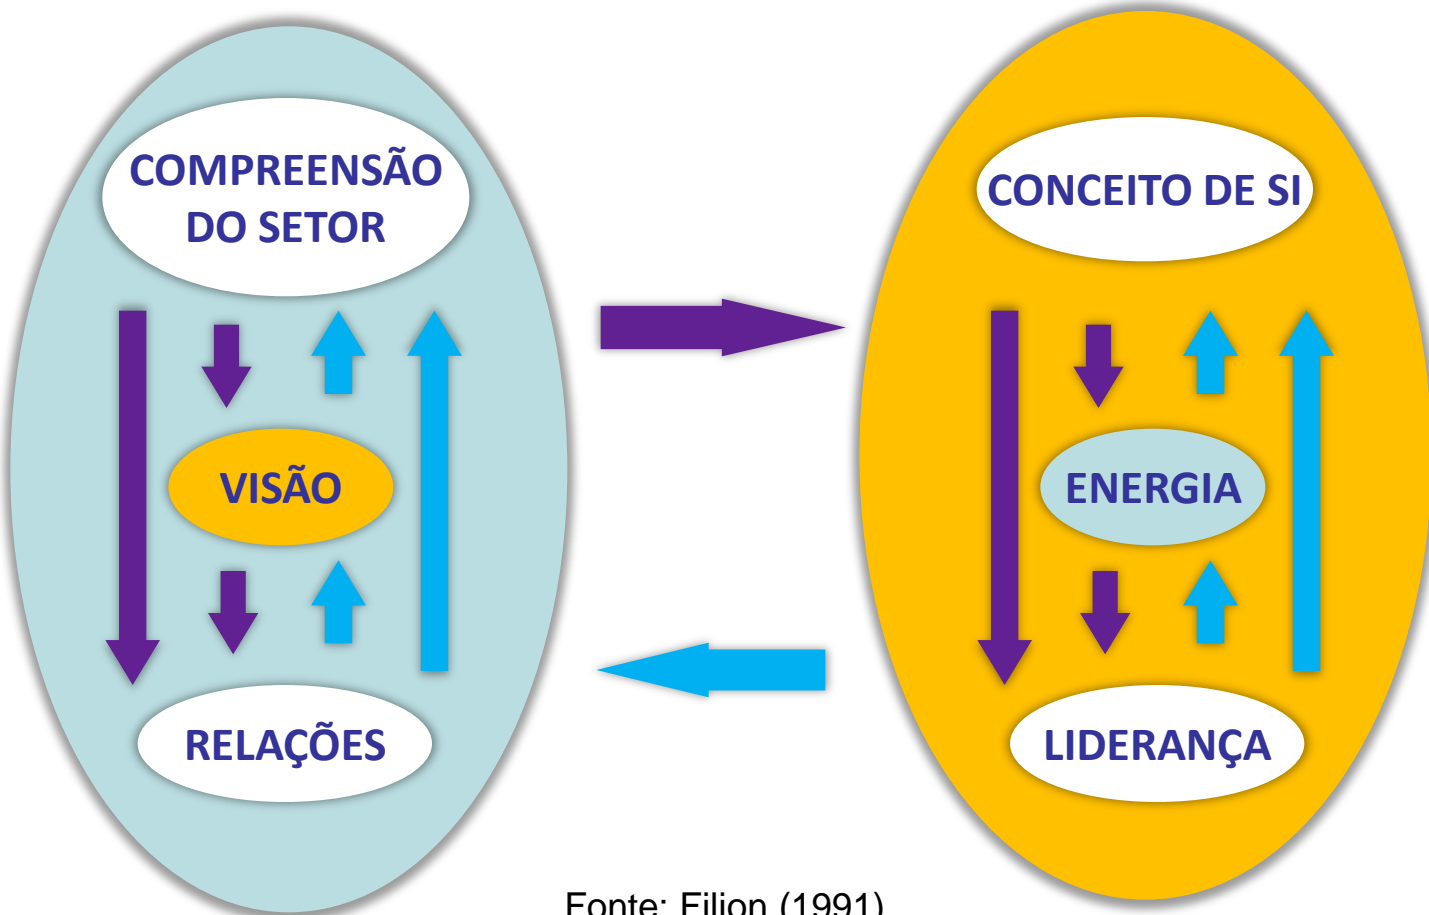 COMPREENSÃO
DO SETOR
CONCEITO DE SI
VISÃO
ENERGIA
RELAÇÕES
LIDERANÇA
Fonte: Filion (1991)